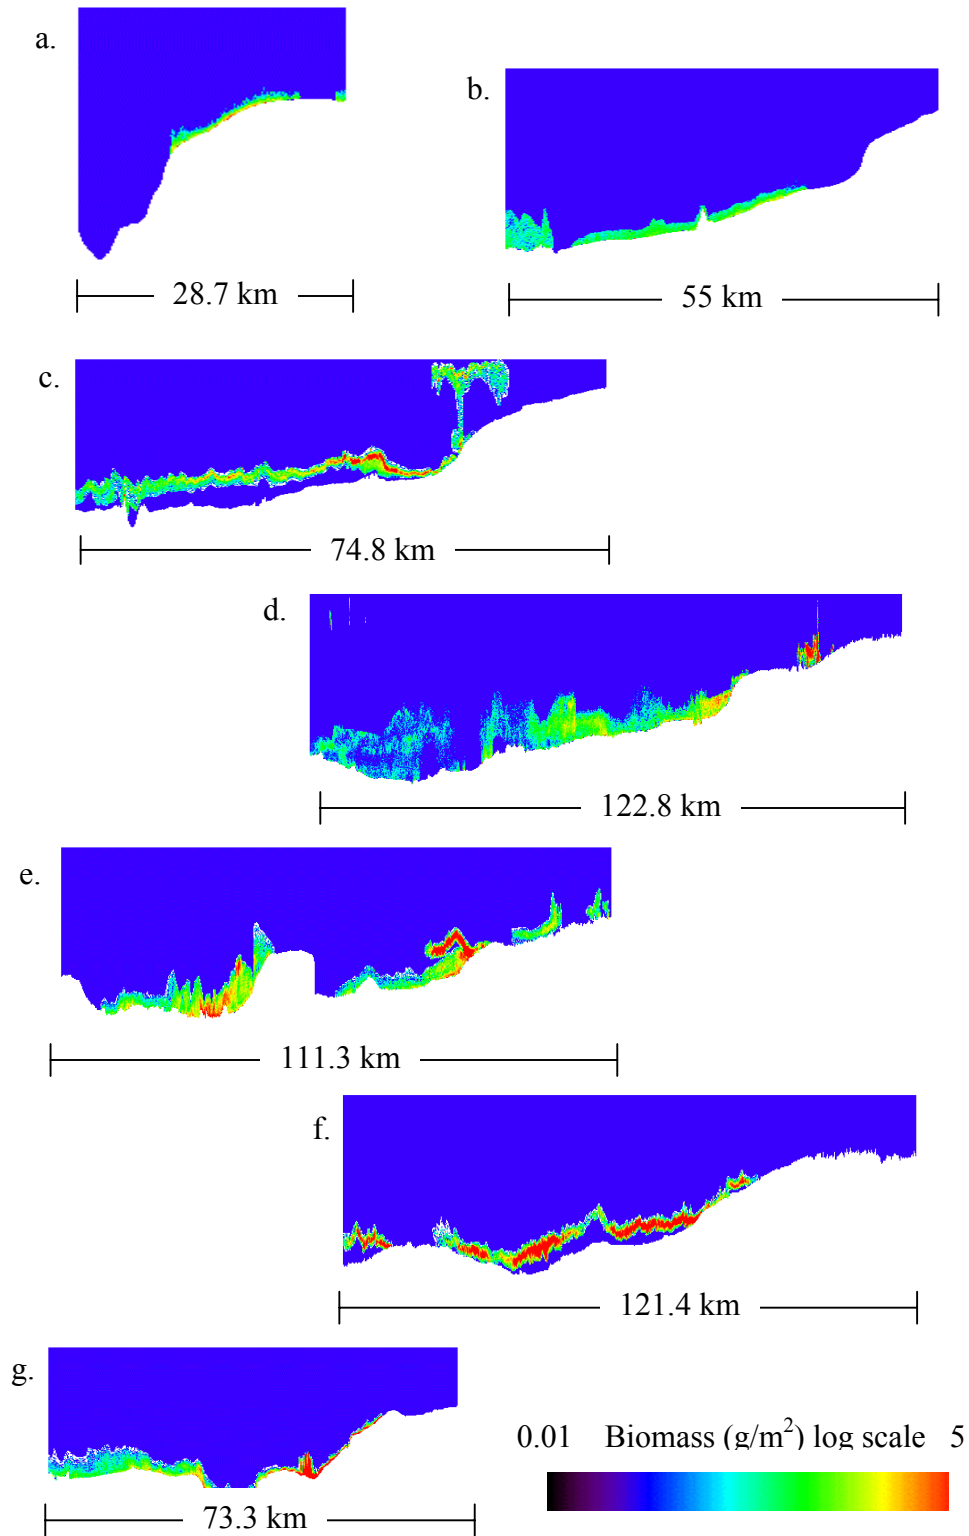 a.
b.
28.7 km
55 km
c.
74.8 km
d.
122.8 km
e.
111.3 km
f.
121.4 km
g.
0.01 Biomass (g/m²) log scale 5
73.3 km